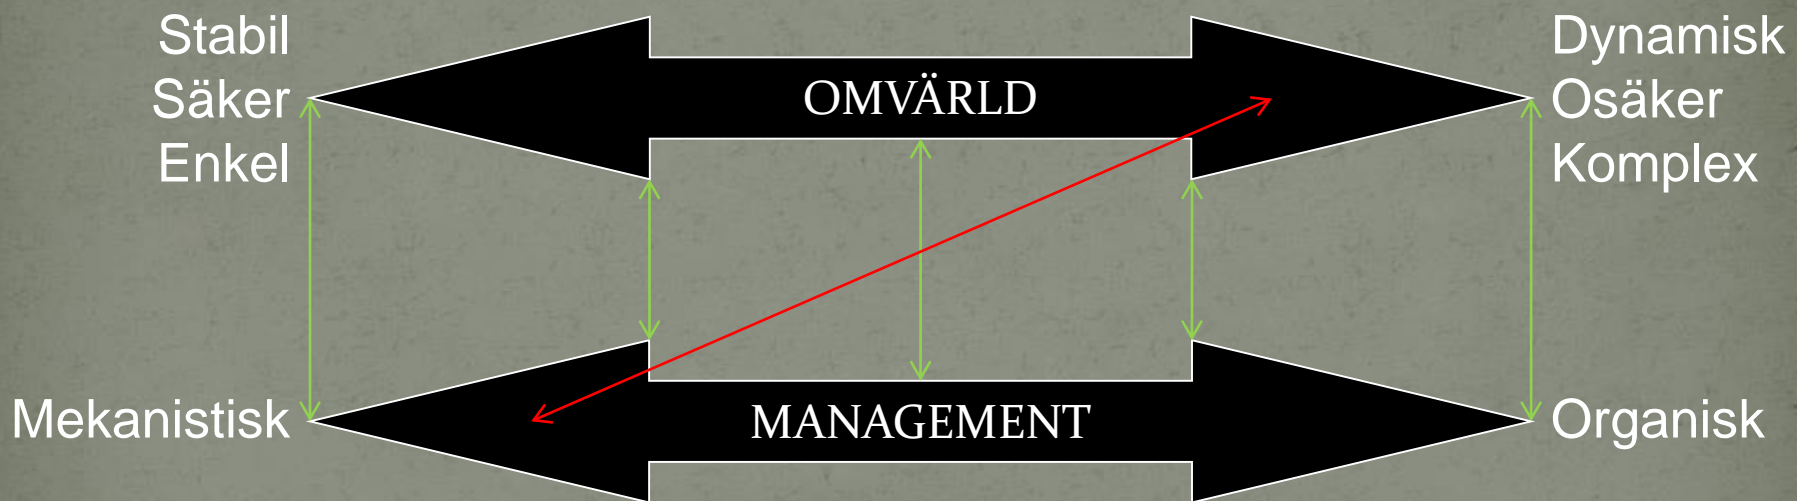 Stabil
Säker
Enkel
OMVÄRLD
Dynamisk
Osäker
Komplex
Mekanistisk
MANAGEMENT
Organisk